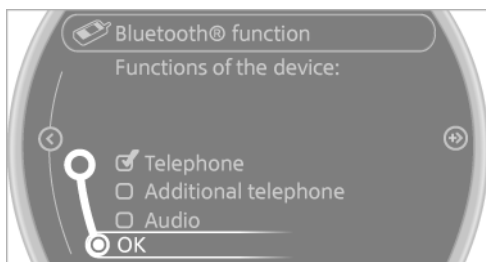 Bluetooth® function
Functions of the device:
Telephone
Additional telephone
Audio
OK